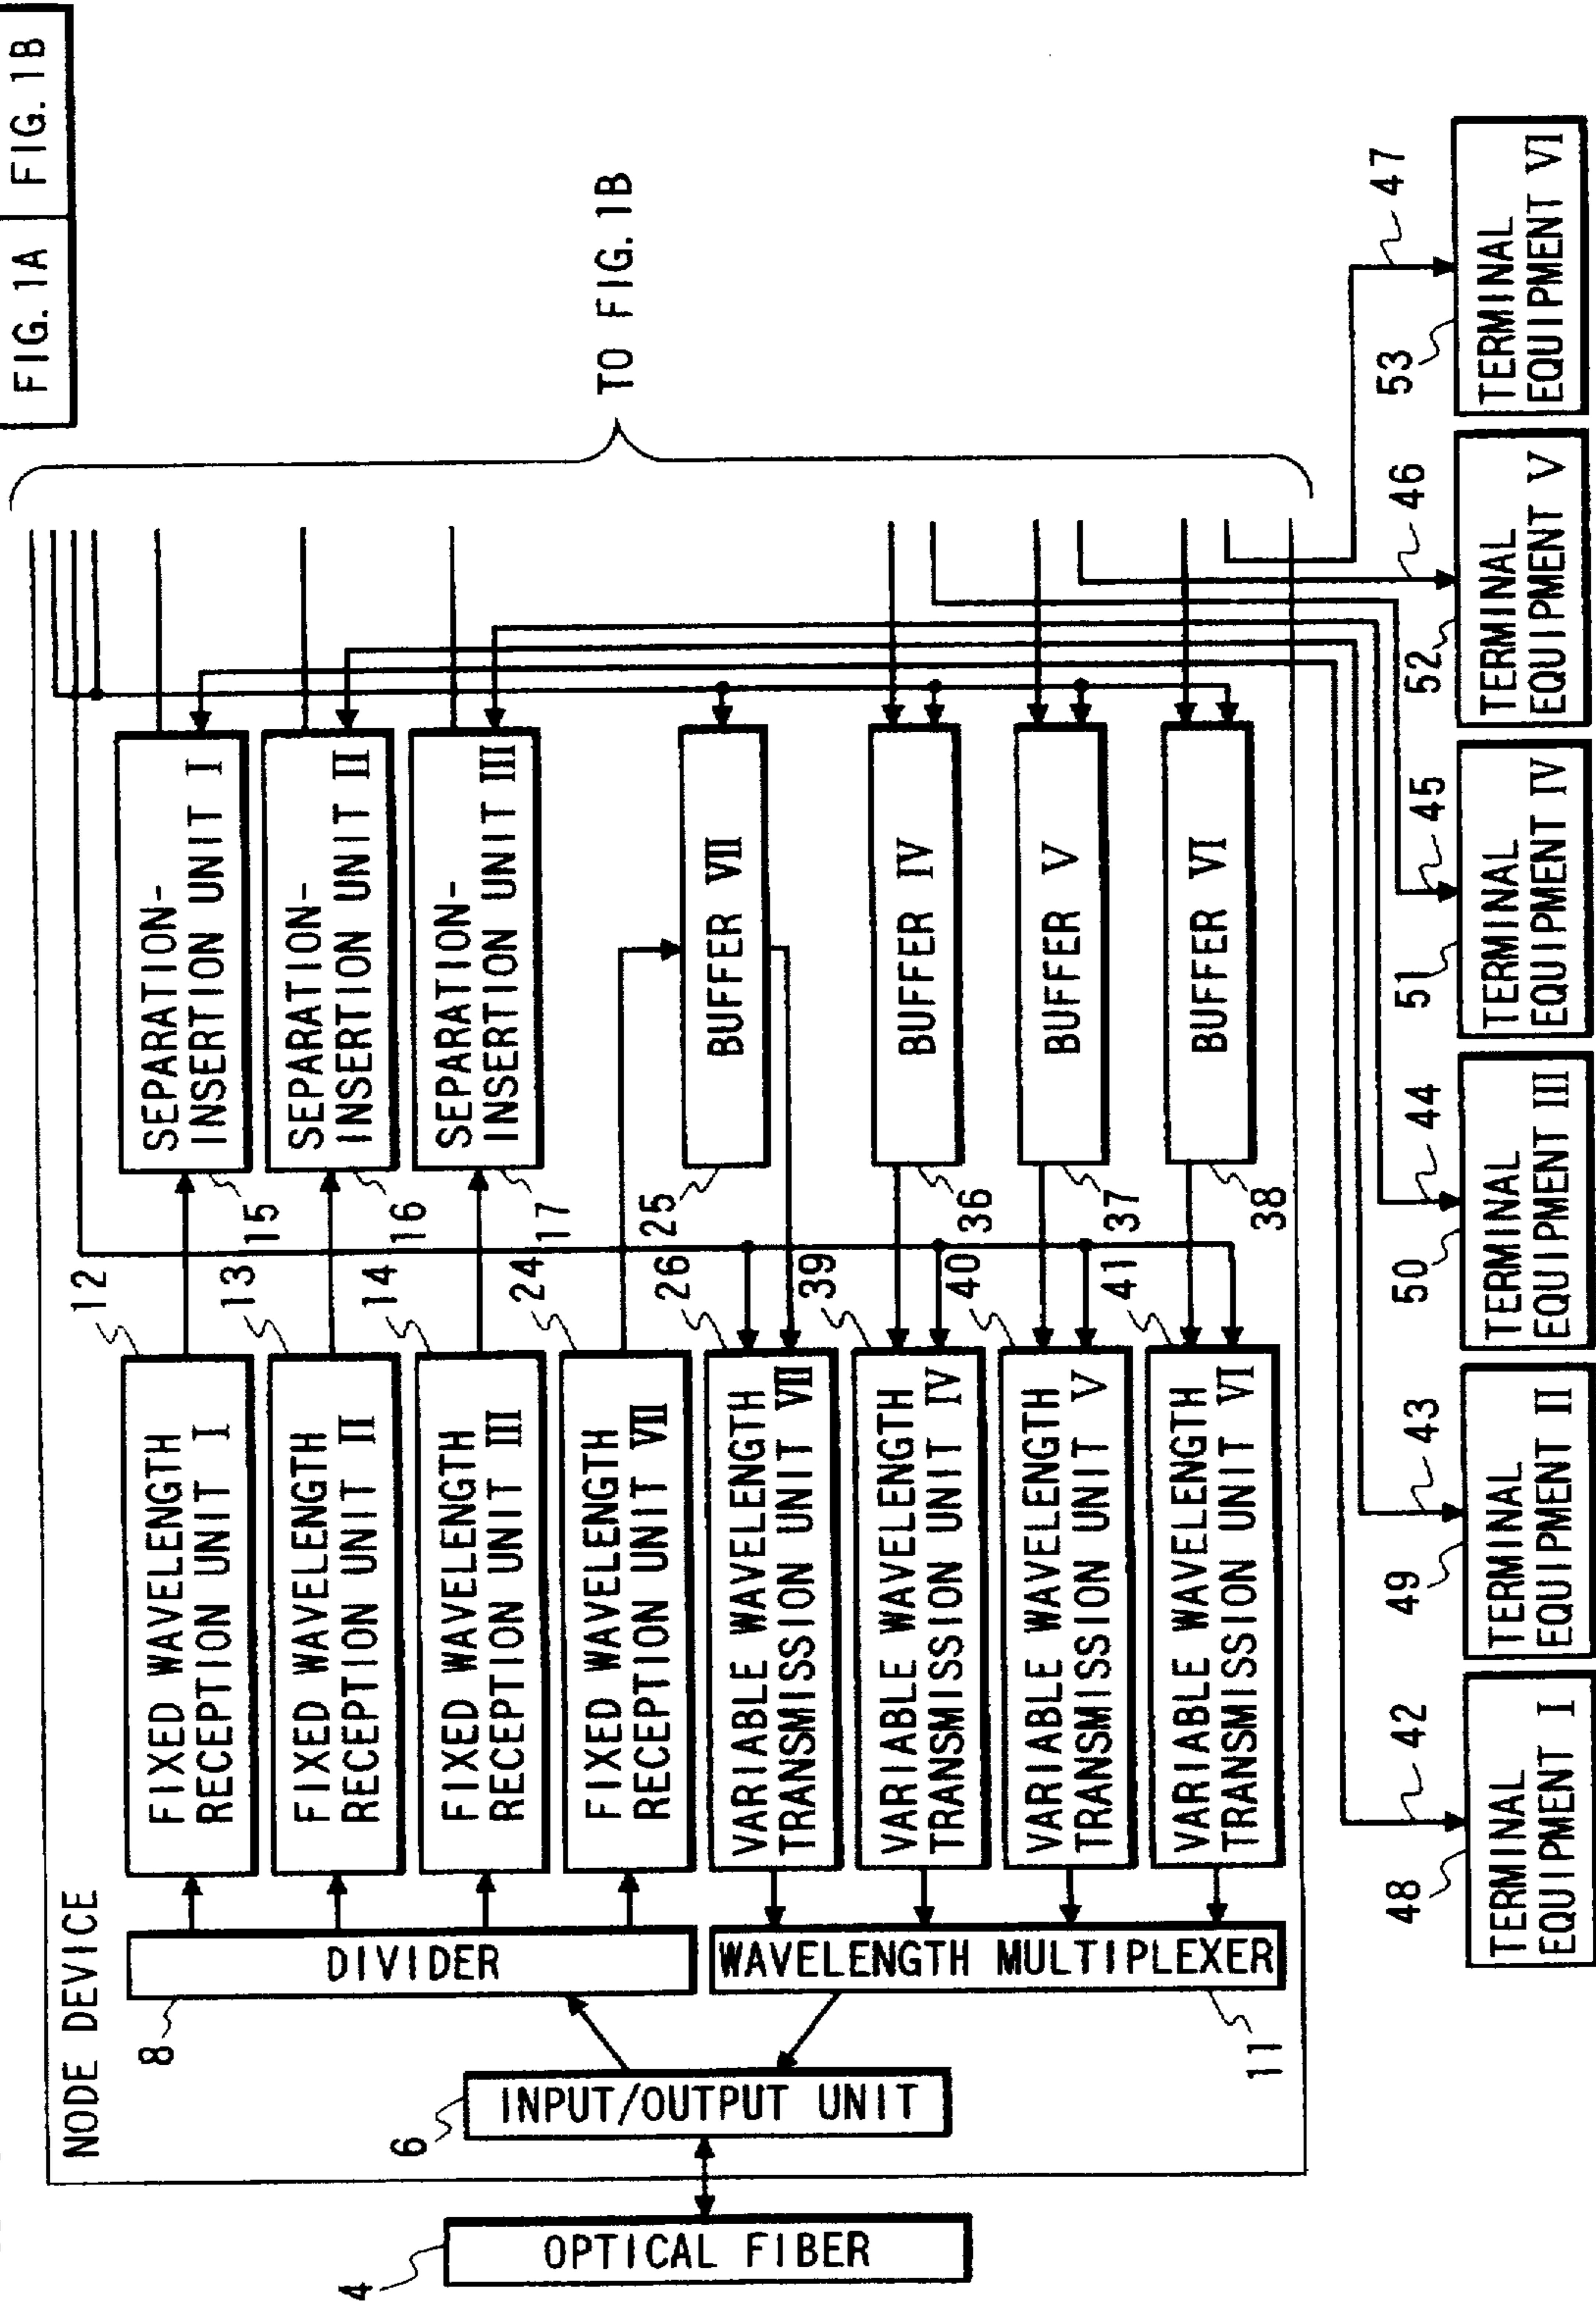 FIG. 1A
FIG. 1B
NODE DEVICE
TO FIG. 1B
4
OPTICAL FIBER
6
INPUT/OUTPUT UNIT
8
DIVIDER
11
WAVELENGTH MULTIPLEXER
12
FIXED WAVELENGTH
RECEPTION UNIT I
13
FIXED WAVELENGTH
RECEPTION UNIT II
14
FIXED WAVELENGTH
RECEPTION UNIT III
24
FIXED WAVELENGTH
RECEPTION UNIT VII
26
VARIABLE WAVELENGTH
TRANSMISSION UNIT VII
39
VARIABLE WAVELENGTH
TRANSMISSION UNIT IV
40
VARIABLE WAVELENGTH
TRANSMISSION UNIT V
41
VARIABLE WAVELENGTH
TRANSMISSION UNIT VI
15
SEPARATION-
INSERTION UNIT I
16
SEPARATION-
INSERTION UNIT II
17
SEPARATION-
INSERTION UNIT III
25
BUFFER VII
36
BUFFER IV
37
BUFFER V
38
BUFFER VI
48
42
TERMINAL
EQUIPMENT I
49
43
TERMINAL
EQUIPMENT II
50
44
TERMINAL
EQUIPMENT III
51
45
TERMINAL
EQUIPMENT IV
52
46
TERMINAL
EQUIPMENT V
53
47
TERMINAL
EQUIPMENT VI